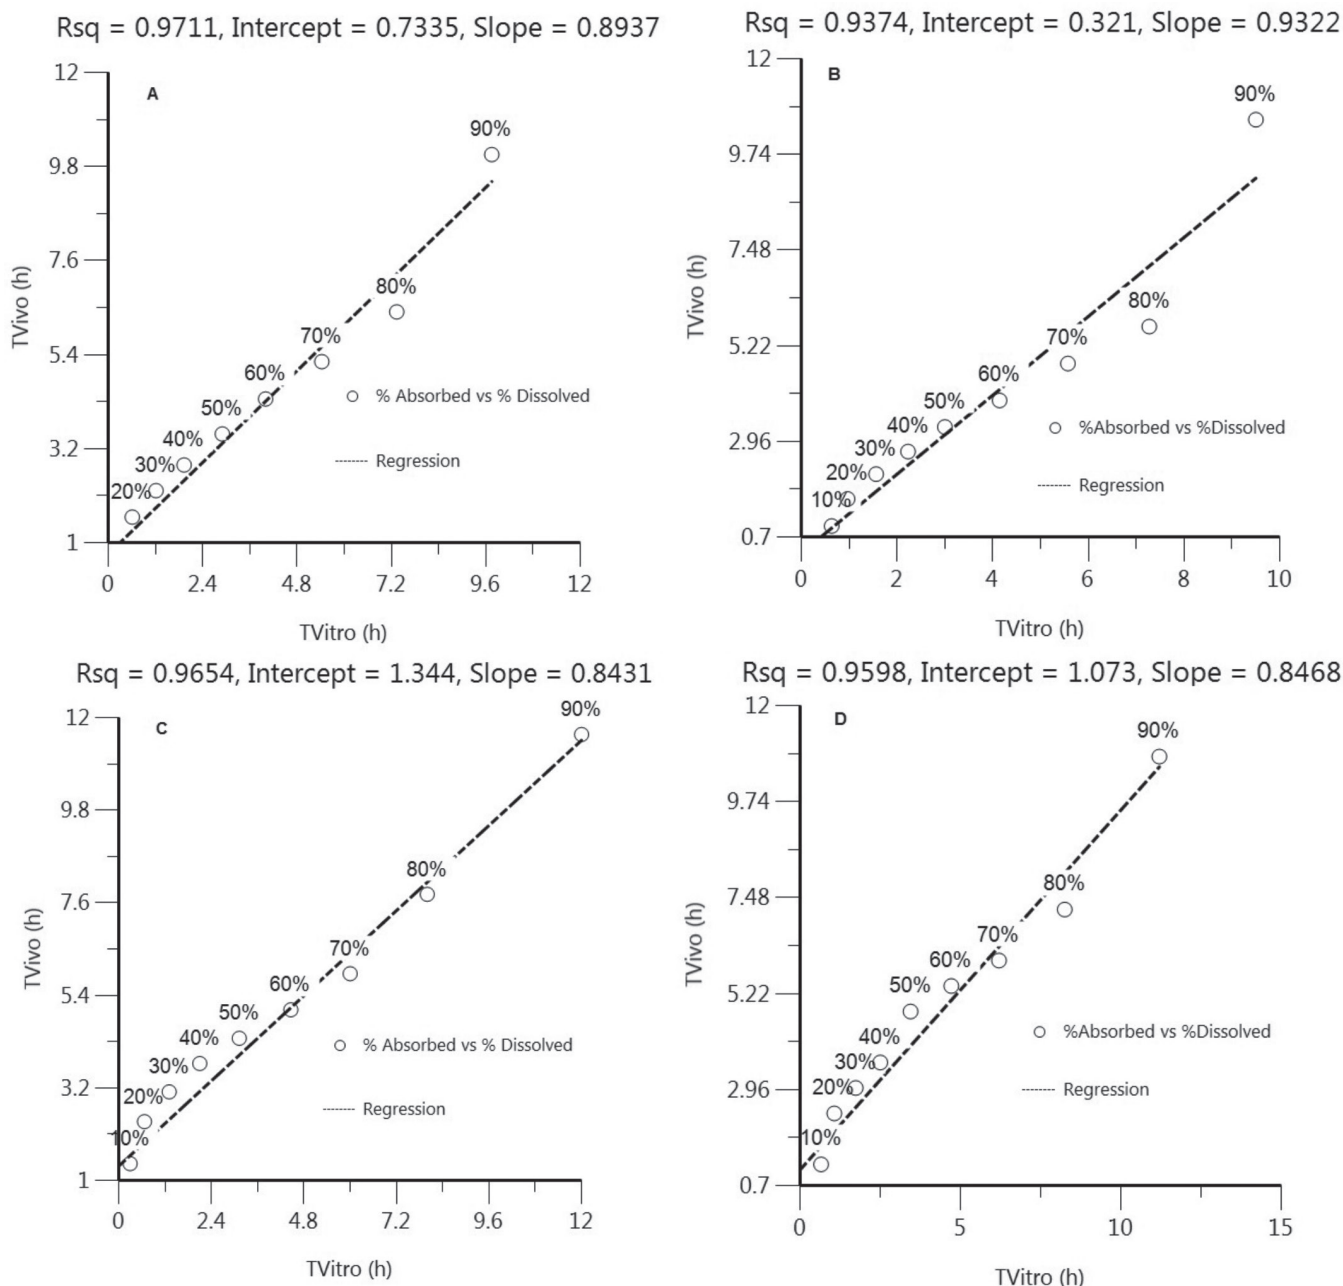 Rsq = 0.9711, Intercept = 0.7335, Slope = 0.8937
12
A
90%
9.8
7.6
80%
70%
5.4
60%
% Absorbed vs % Dissolved
50%
40%
3.2
30%
Regression
20%
1
0 2.4 4.8 7.2 9.6 12
TVivo (h)
TVitro (h)
Rsq = 0.9374, Intercept = 0.321, Slope = 0.9322
12
B
90%
9.74
7.48
80%
70%
5.22
60%
50%
%Absorbed vs %Dissolved
40%
2.96
30%
20%
Regression
10%
0.7
0 2 4 6 8 10
TVivo (h)
TVitro (h)
Rsq = 0.9654, Intercept = 1.344, Slope = 0.8431
12
C
90%
9.8
80%
7.6
70%
5.4
60%
50%
40%
% Absorbed vs % Dissolved
30%
3.2
20%
Regression
10%
1
0 2.4 4.8 7.2 9.6 12
TVivo (h)
TVitro (h)
Rsq = 0.9598, Intercept = 1.073, Slope = 0.8468
12
D
90%
9.74
7.48
80%
70%
60%
5.22
50%
%Absorbed vs %Dissolved
40%
30%
2.96
20%
Regression
10%
0.7
0 5 10 15
TVivo (h)
TVitro (h)